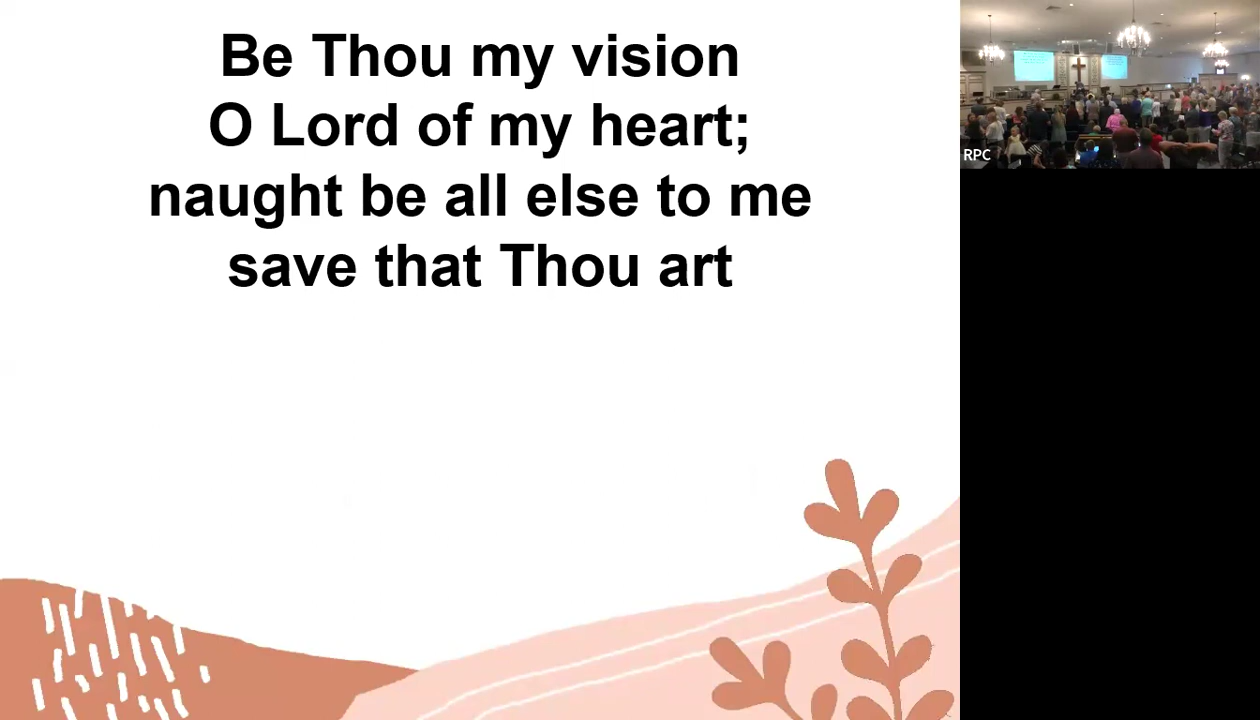 Be Thou my vision
O Lord of my heart;
naught be all else to me
save that Thou art
RPC